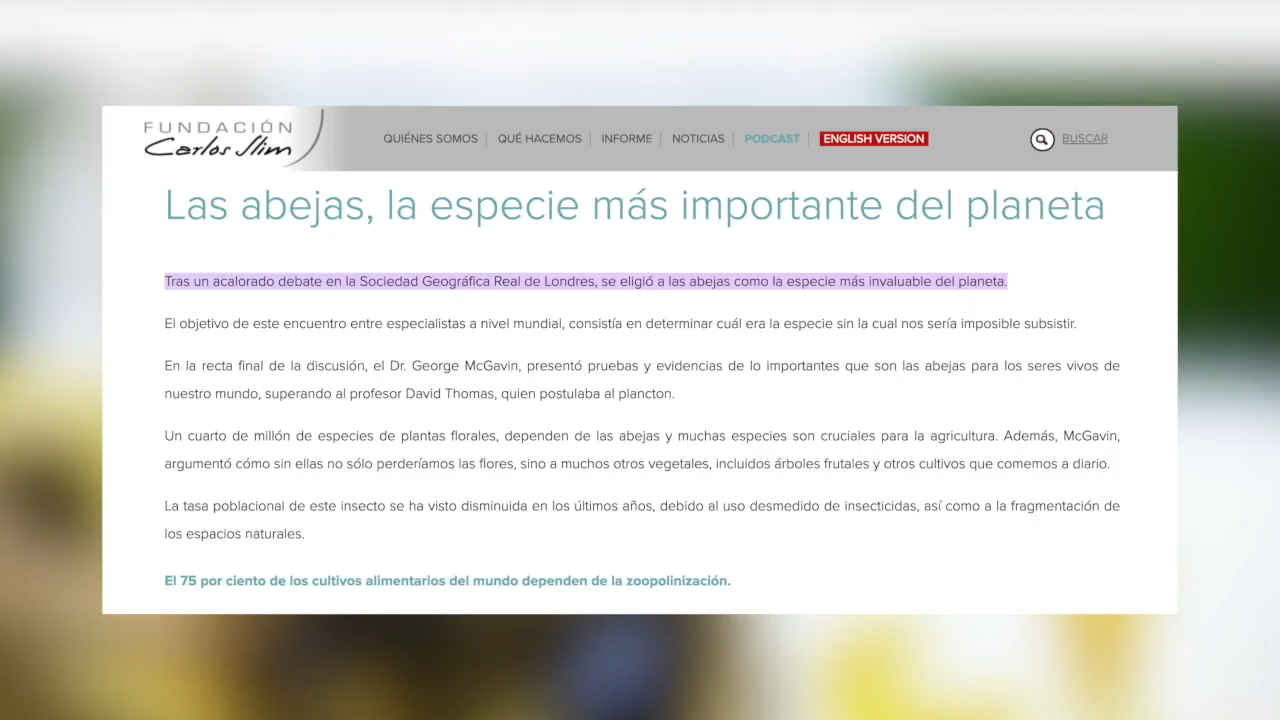 FUNDACIÓN
Carlos Slim
QUIÉNES SOMOS QUÉ HACEMOS INFORME NOTICIAS PODCAST ENGLISH VERSION BUSCAR
Las abejas, la especie más importante del planeta
Tras un acalorado debate en la Sociedad Geográfica Real de Londres, se eligió a las abejas como la especie más invaluable del planeta.
El objetivo de este encuentro entre especialistas a nivel mundial, consistía en determinar cuál era la especie sin la cual nos sería imposible subsistir.
En la recta final de la discusión, el Dr. George McGavin, presentó pruebas y evidencias de lo importantes que son las abejas para los seres vivos de
nuestro mundo, superando al profesor David Thomas, quien postulaba al plancton.
Un cuarto de millón de especies de plantas florales, dependen de las abejas y muchas especies son cruciales para la agricultura. Además, McGavin,
argumentó cómo sin ellas no sólo perderíamos las flores, sino a muchos otros vegetales, incluidos árboles frutales y otros cultivos que comemos a diario.
La tasa poblacional de este insecto se ha visto disminuida en los últimos años, debido al uso desmedido de insecticidas, así como a la fragmentación de
los espacios naturales.
El 75 por ciento de los cultivos alimentarios del mundo dependen de la zoopolinización.